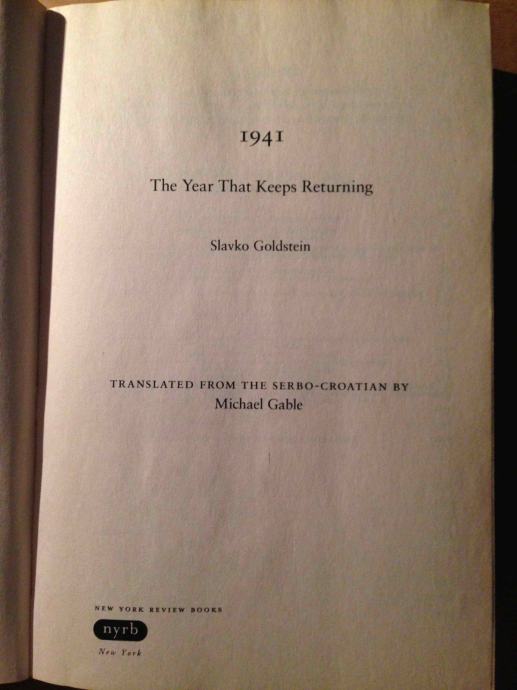 1941
The Year That Keeps Returning
Slavko Goldstein
TRANSLATED FROM THE SERBO-CROATIAN BY
Michael Gable
NEW YORK REVIEW BOOKS
nyrb
New York